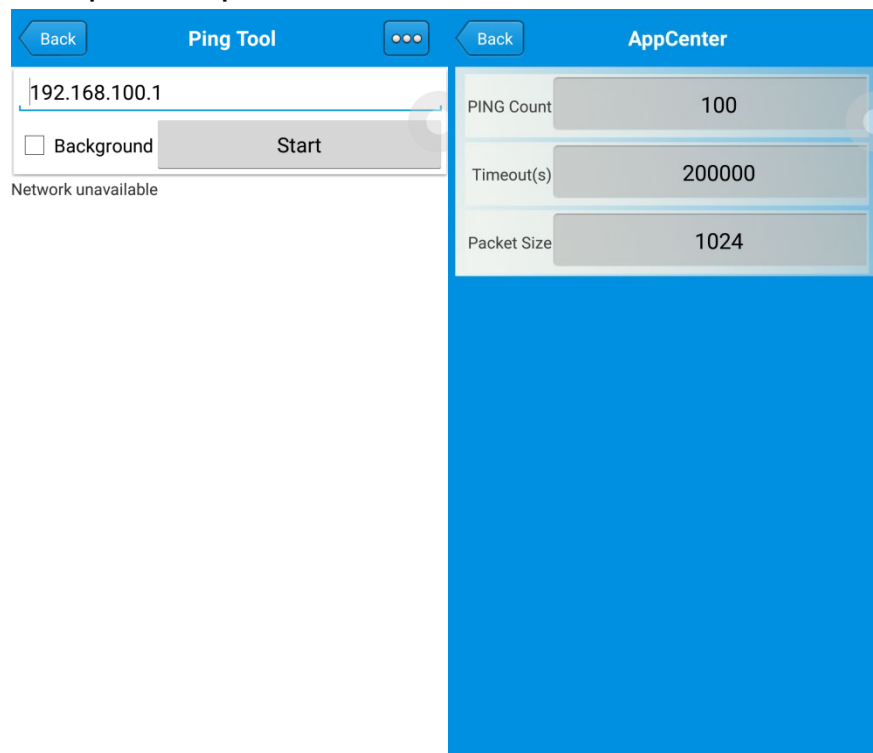 Back
Ping Tool
192.168.100.1
Background
Start
Network unavailable
Back
AppCenter
PING Count
100
Timeout(s)
200000
Packet Size
1024